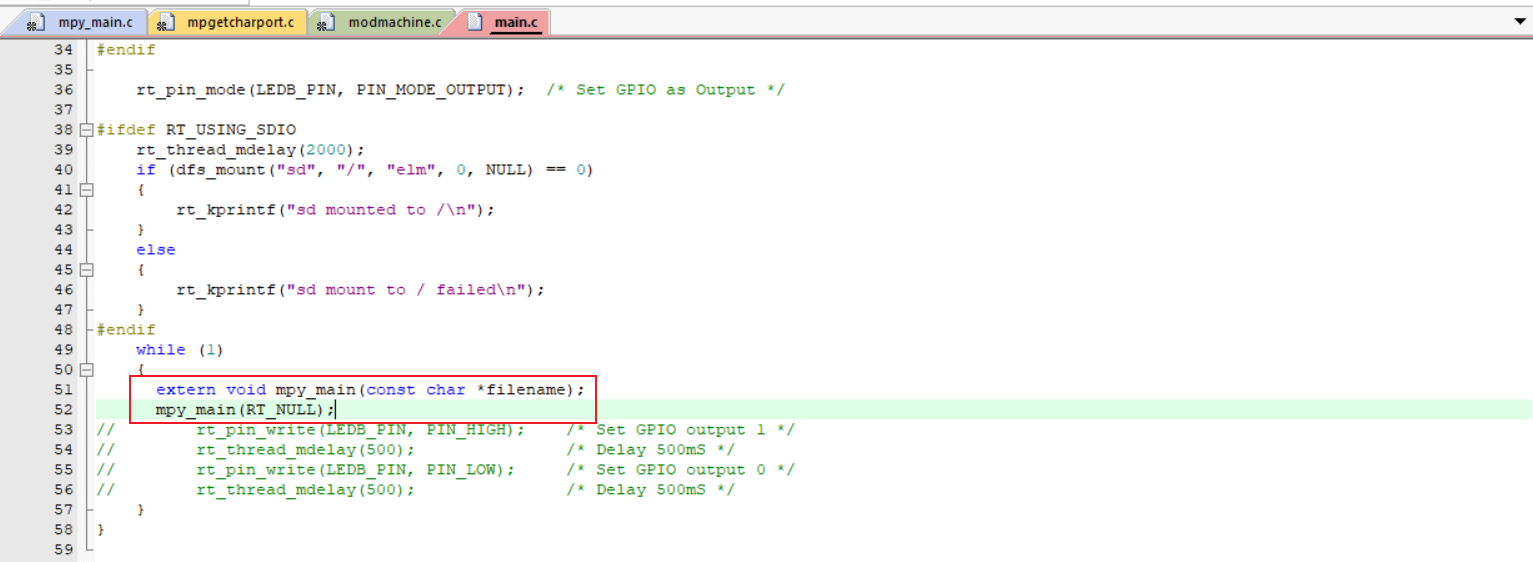 mpy_main.c mpgetcharport.c modmachine.c main.c
34 #endif
35
36 rt_pin_mode(LEDB_PIN, PIN_MODE_OUTPUT);  /* Set GPIO as Output */
37
38 #ifdef RT_USING_SDIO
39 rt_thread_mdelay(2000);
40 if (dfs_mount("sd", "/", "elm", 0, NULL) == 0)
41 {
42 rt_kprintf("sd mounted to /\n");
43 }
44 else
45 {
46 rt_kprintf("sd mount to / failed\n");
47 }
48 #endif
49 while (1)
50 {
51 extern void mpy_main(const char *filename);
52 mpy_main(RT_NULL);
53 // rt_pin_write(LEDB_PIN, PIN_HIGH); /* Set GPIO output 1 */
54 // rt_thread_mdelay(500); /* Delay 500mS */
55 // rt_pin_write(LEDB_PIN, PIN_LOW); /* Set GPIO output 0 */
56 // rt_thread_mdelay(500); /* Delay 500mS */
57 }
58 }
59